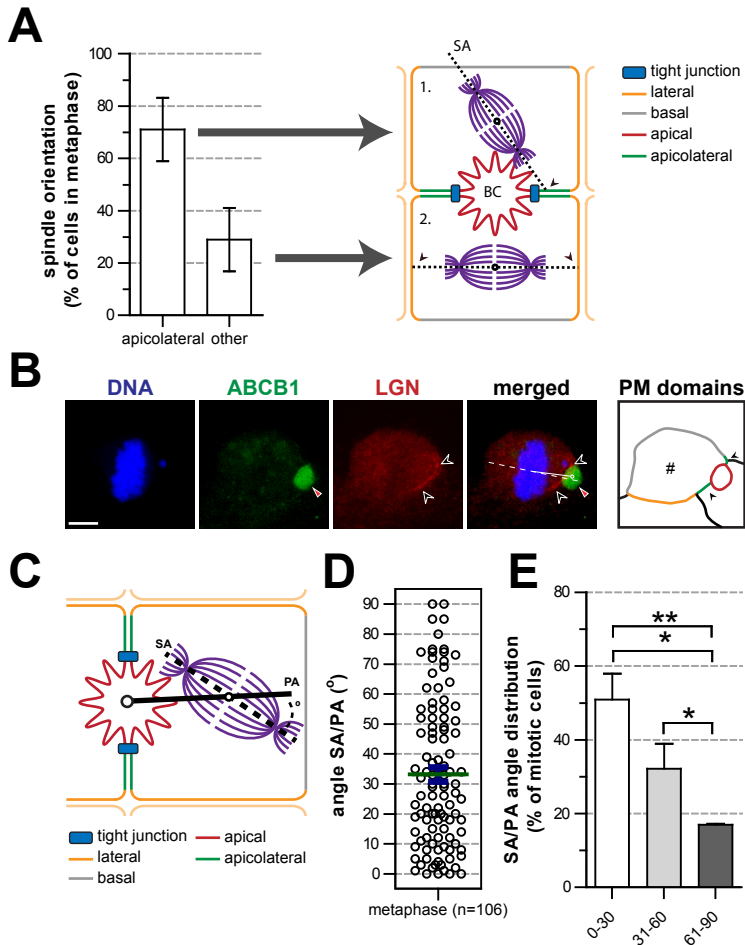 A
spindle orientation
(% of cells in metaphase)
100
80
60
40
20
0
apicolateral other
SA
1.
BC
2.
tight junction
lateral
basal
apical
apicolateral
B
DNA ABCB1 LGN merged PM domains
#
C
SA
PA
°
tight junction
lateral
basal
apical
apicolateral
D
angle SA/PA (°)
90
80
70
60
50
40
30
20
10
0
metaphase (n=106)
E
SA/PA angle distribution
(% of mitotic cells)
80
60
40
20
0
**
*
*
0-30
31-60
61-90